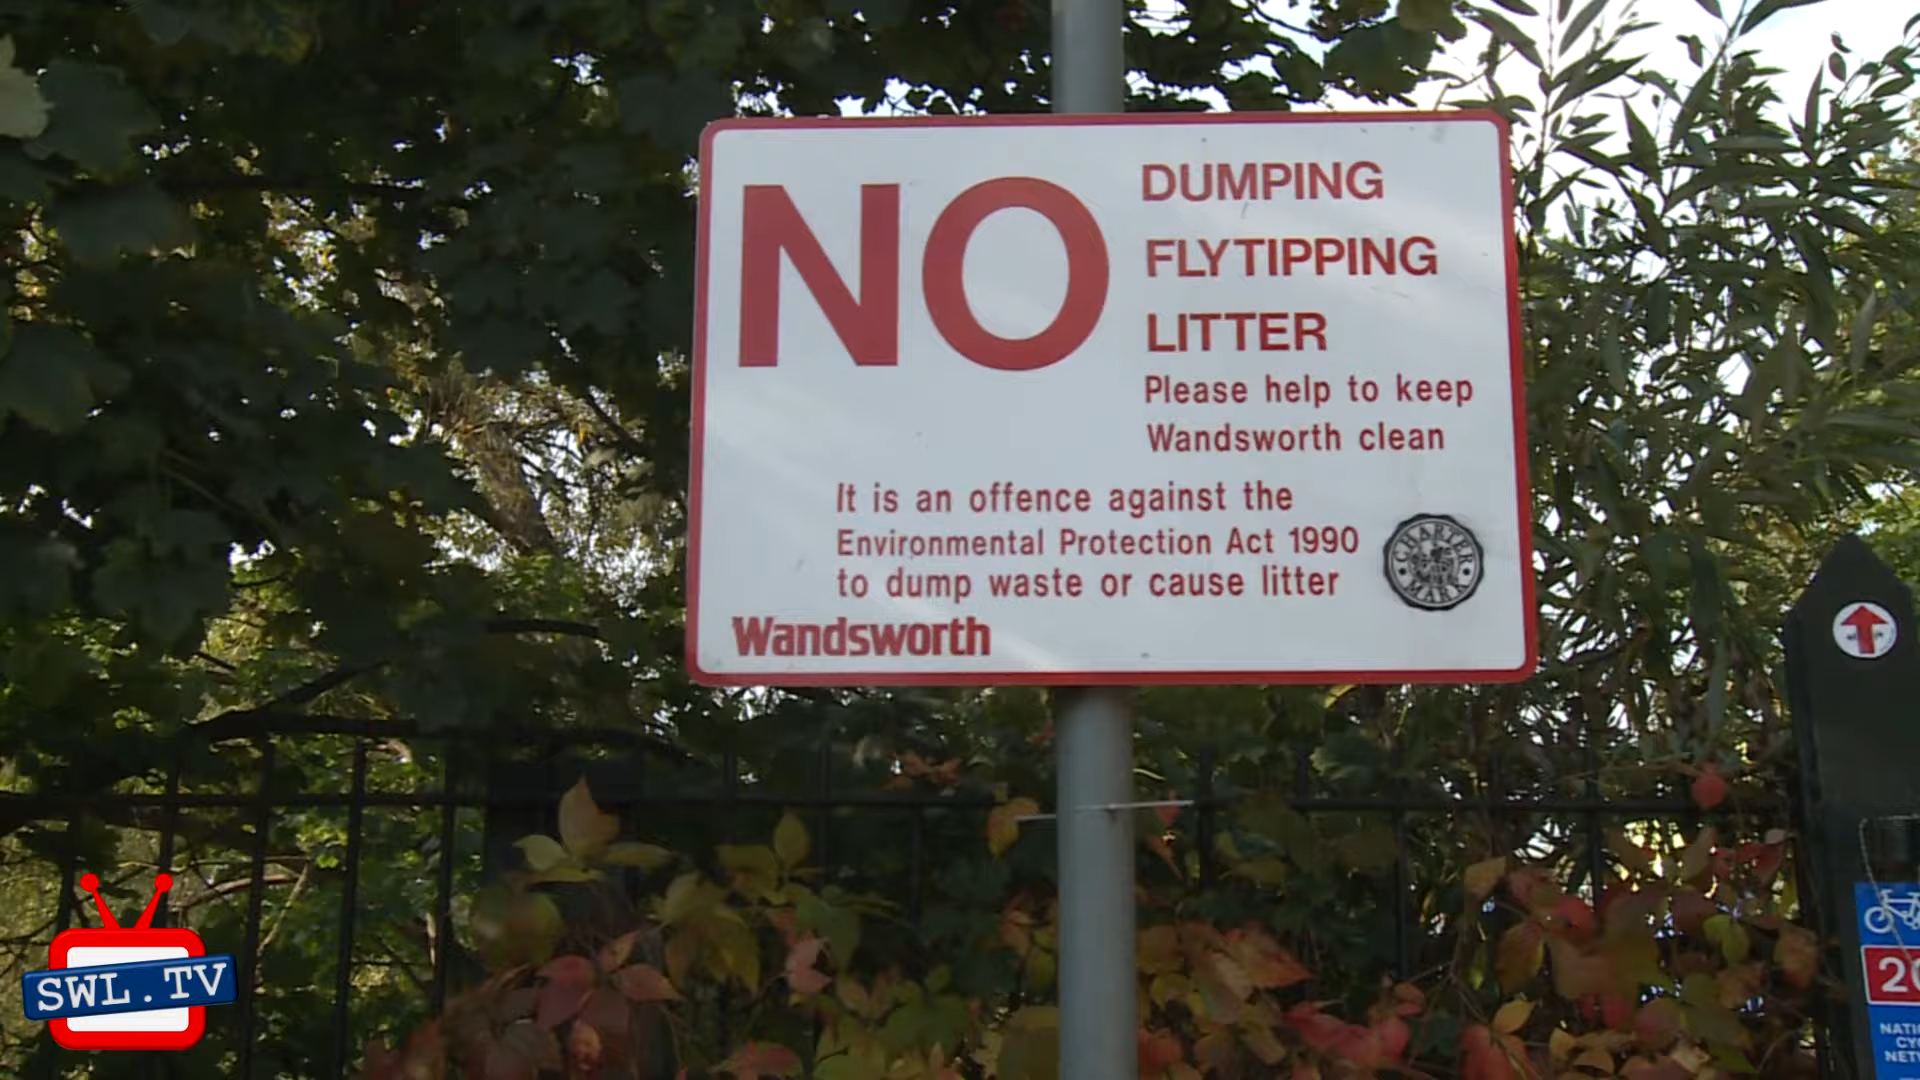 NO
DUMPING
FLYTIPPING
LITTER
Please help to keep
Wandsworth clean
It is an offence against the
Environmental Protection Act 1990
to dump waste or cause litter
CHARTER
MARK
Wandsworth
SWL.TV
20